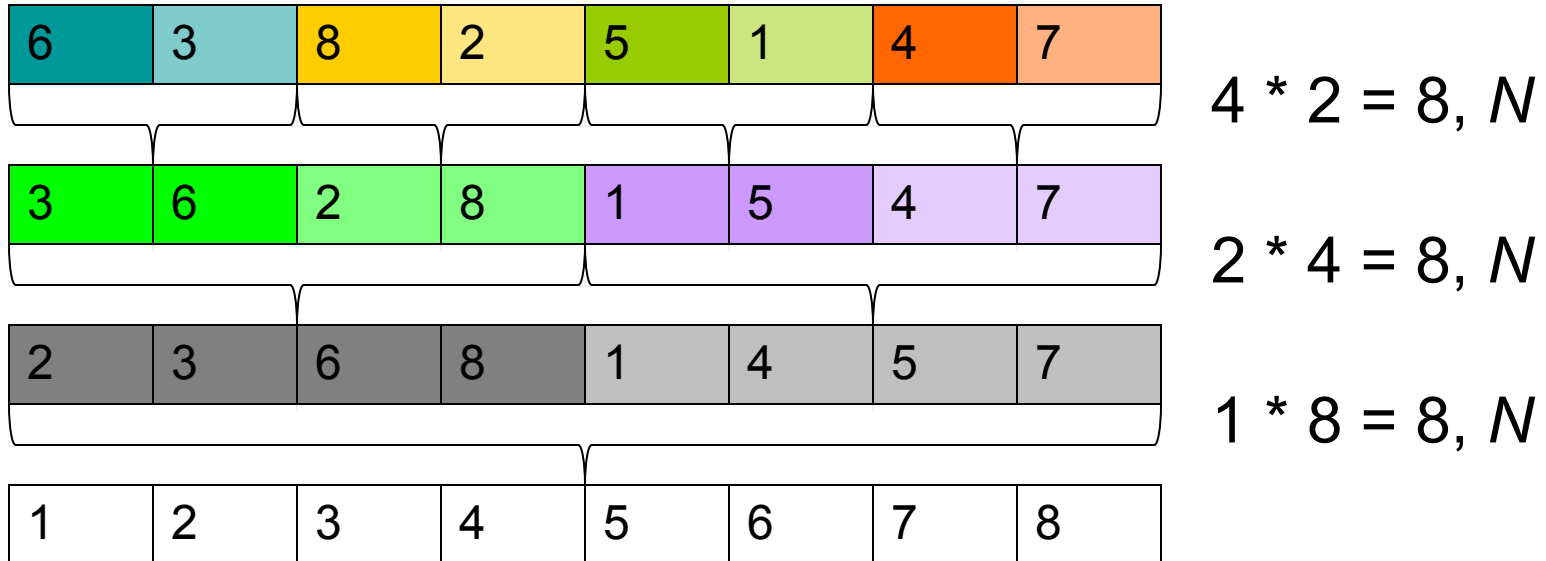 6 3 8 2 5 1 4 7
4 * 2 = 8, N
3 6 2 8 1 5 4 7
2 * 4 = 8, N
2 3 6 8 1 4 5 7
1 * 8 = 8, N
1 2 3 4 5 6 7 8